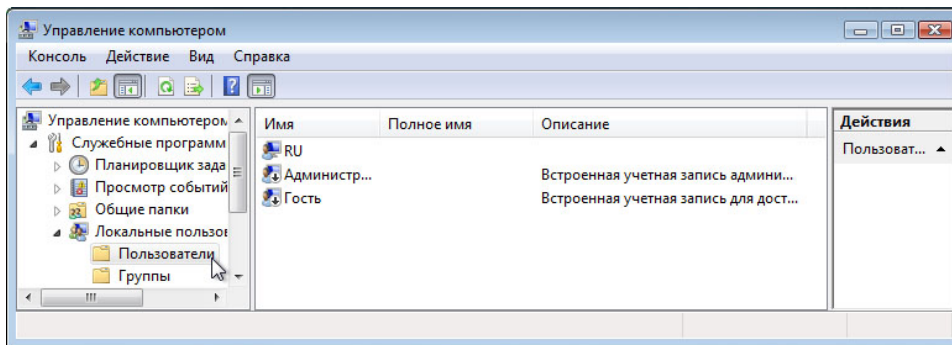 Управление компьютером
Консоль Действие Вид Справка
Управление компьютером
Служебные программ
Планировщик зада
Просмотр событий
Общие папки
Локальные пользов
Пользователи
Группы
Имя Полное имя Описание
RU
Администр... Встроенная учетная запись админи...
Гость Встроенная учетная запись для дост...
Действия
Пользоват...